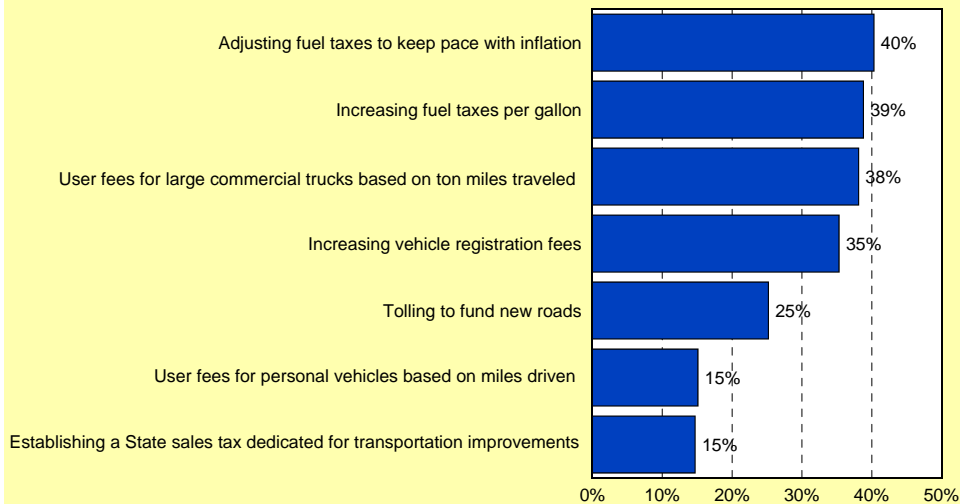 Adjusting fuel taxes to keep pace with inflation 40%
Increasing fuel taxes per gallon 39%
User fees for large commercial trucks based on ton miles traveled 38%
Increasing vehicle registration fees 35%
Tolling to fund new roads 25%
User fees for personal vehicles based on miles driven 15%
Establishing a State sales tax dedicated for transportation improvements 15%
0% 10% 20% 30% 40% 50%